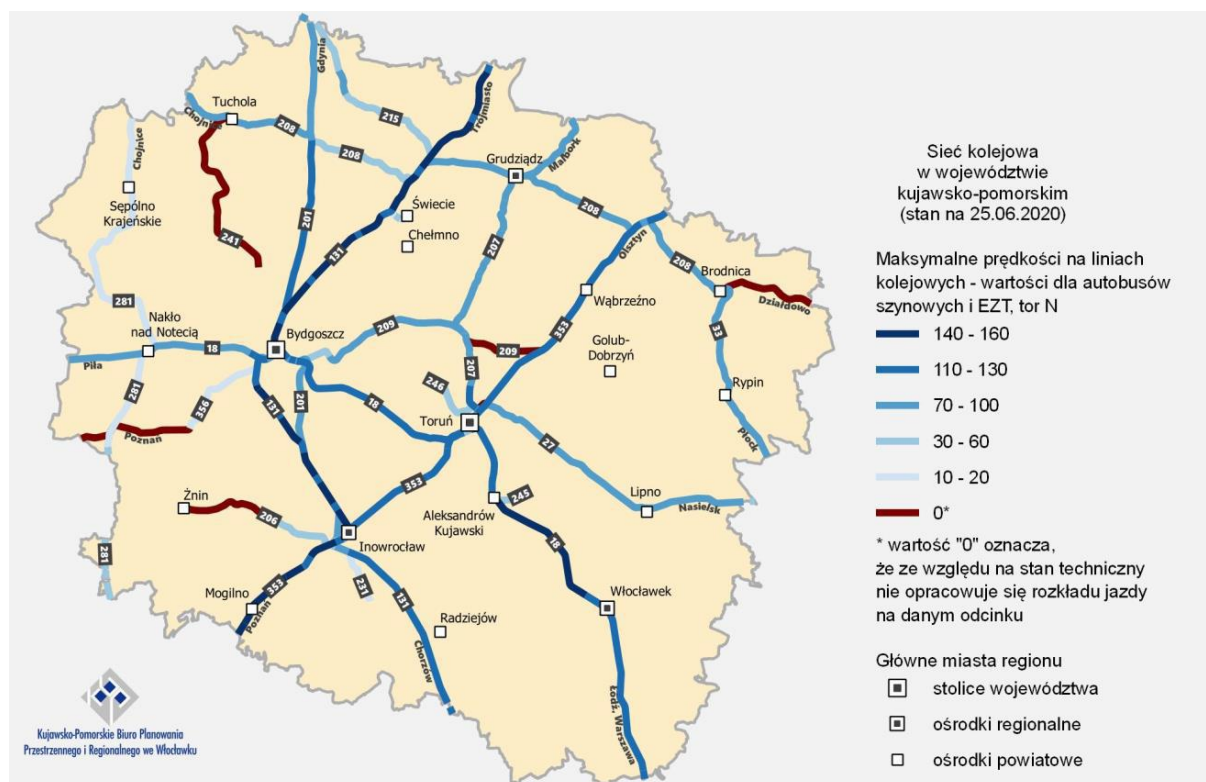 Gdynia
Tuchola
Chojnice
208
215
Trójmiasto
Chojnice
208
Grudziądz
Malbork
Sępólno
Krajeńskie
201
Świecie
208
241
131
Chełmno
207
Olsztyn
208
Brodnica
Działdowo
281
Wąbrzeźno
Nakło
nad Notecią
18
Bydgoszcz
209
353
Golub-
Dobrzyń
33
209
Piła
207
281
356
246
Rypin
131
201
18
Poznan
Toruń
Płock
27
Żnin
353
Lipno
245
Nasielsk
206
Aleksandrów
Kujawski
281
Inowrocław
18
353
231
Włocławek
Mogilno
131
Poznan
Radziejów
Chorzów
Łódź, Warszawa
Kujawsko-Pomorskie Biuro Planowania
Przestrzennego i Regionalnego we Włocławku
Sieć kolejowa
w województwie
kujawsko-pomorskim
(stan na 25.06.2020)
Maksymalne prędkości na liniach
kolejowych - wartości dla autobusów
szynowych i EZT, tor N
140 - 160
110 - 130
70 - 100
30 - 60
10 - 20
0*
* wartość "0" oznacza,
że ze względu na stan techniczny
nie opracowuje się rozkładu jazdy
na danym odcinku
Główne miasta regionu
stolice województwa
ośrodki regionalne
ośrodki powiatowe